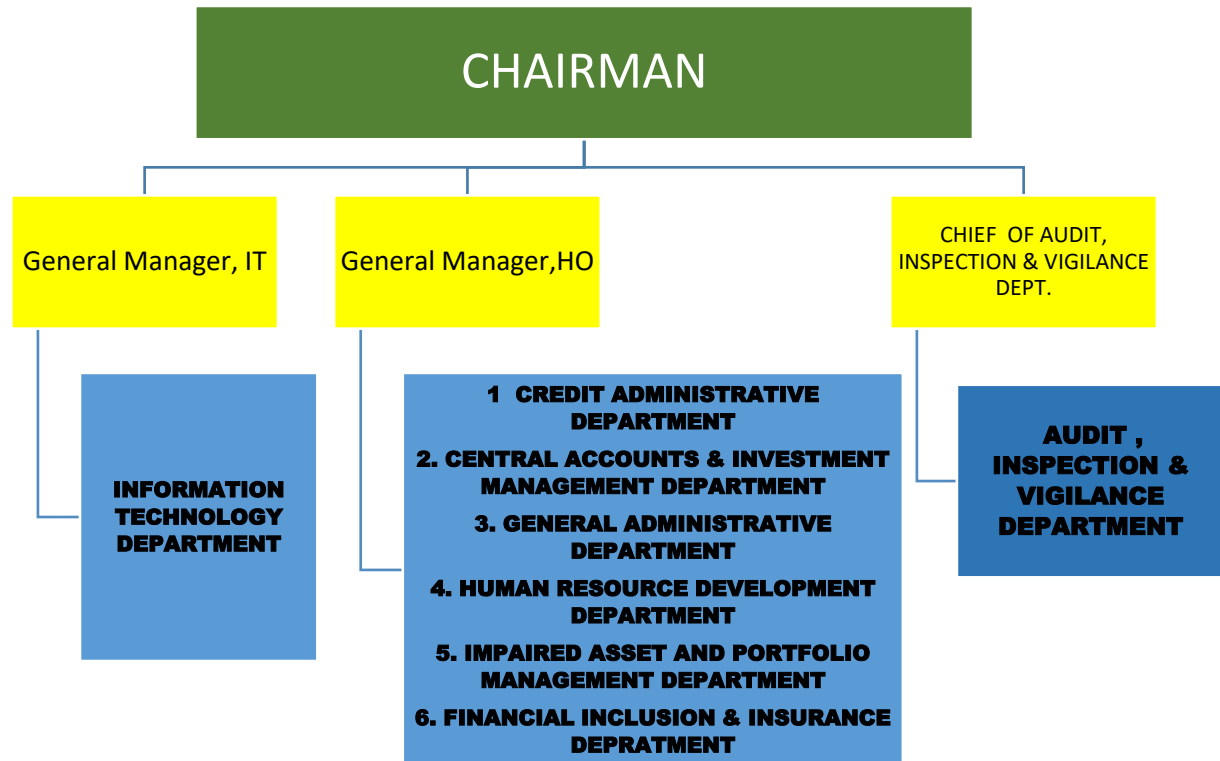 CHAIRMAN
General Manager, IT
General Manager,HO
CHIEF OF AUDIT,
INSPECTION & VIGILANCE
DEPT.
INFORMATION
TECHNOLOGY
DEPARTMENT
1 CREDIT ADMINISTRATIVE
DEPARTMENT
2. CENTRAL ACCOUNTS & INVESTMENT
MANAGEMENT DEPARTMENT
3. GENERAL ADMINISTRATIVE
DEPARTMENT
4. HUMAN RESOURCE DEVELOPMENT
DEPARTMENT
5. IMPAIRED ASSET AND PORTFOLIO
MANAGEMENT DEPARTMENT
6. FINANCIAL INCLUSION & INSURANCE
DEPRATMENT
AUDIT ,
INSPECTION &
VIGILANCE
DEPARTMENT